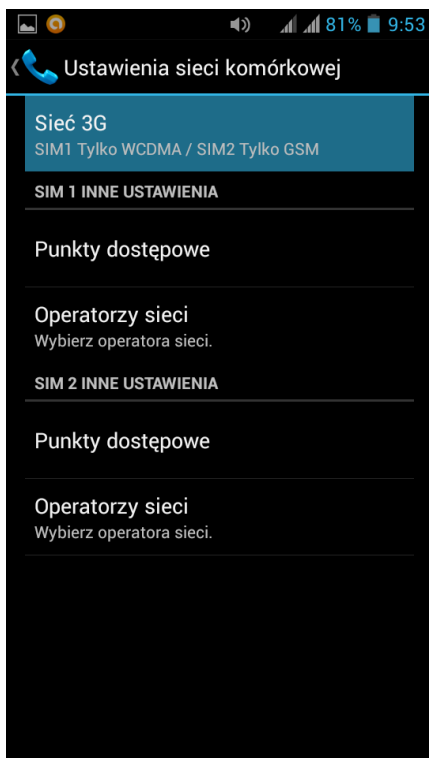 81% 9:53
Ustawienia sieci komórkowej
Sieć 3G
SIM1 Tylko WCDMA / SIM2 Tylko GSM
SIM 1 INNE USTAWIENIA
Punkty dostępowe
Operatorzy sieci
Wybierz operatora sieci.
SIM 2 INNE USTAWIENIA
Punkty dostępowe
Operatorzy sieci
Wybierz operatora sieci.